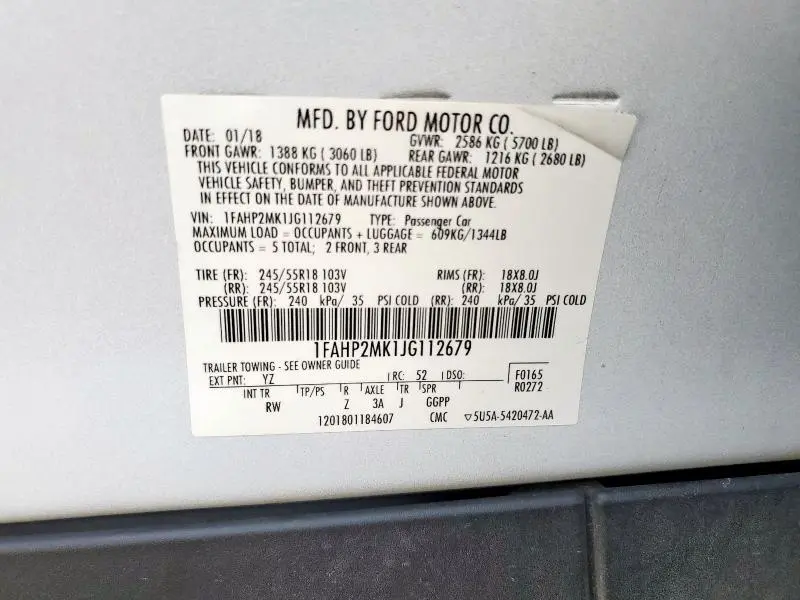 MFD. BY FORD MOTOR CO.
DATE: 01/18 GVWR: 2586 KG ( 5700 LB)
FRONT GAWR: 1388 KG ( 3060 LB) REAR GAWR: 1216 KG ( 2680 LB)
THIS VEHICLE CONFORMS TO ALL APPLICABLE FEDERAL MOTOR
VEHICLE SAFETY, BUMPER, AND THEFT PREVENTION STANDARDS
IN EFFECT ON THE DATE OF MANUFACTURE SHOWN ABOVE.
VIN: 1FAHP2MK1JG112679 TYPE: Passenger Car
MAXIMUM LOAD = OCCUPANTS + LUGGAGE = 609KG/1344LB
OCCUPANTS = 5 TOTAL; 2 FRONT, 3 REAR
TIRE (FR): 245/55R18 103V RIMS (FR): 18X8.0J
(RR): 245/55R18 103V (RR): 18X8.0J
PRESSURE (FR): 240 kPa/ 35 PSI COLD (RR): 240 kPa/ 35 PSI COLD
1FAHP2MK1JG112679
TRAILER TOWING - SEE OWNER GUIDE
EXT PNT: YZ RC: 52 DSO: F0165
INT TR TP/PS R AXLE TR SPR R0272
RW Z 3A J GGPP
1201801184607 CMC ▽5U5A-5420472-AA